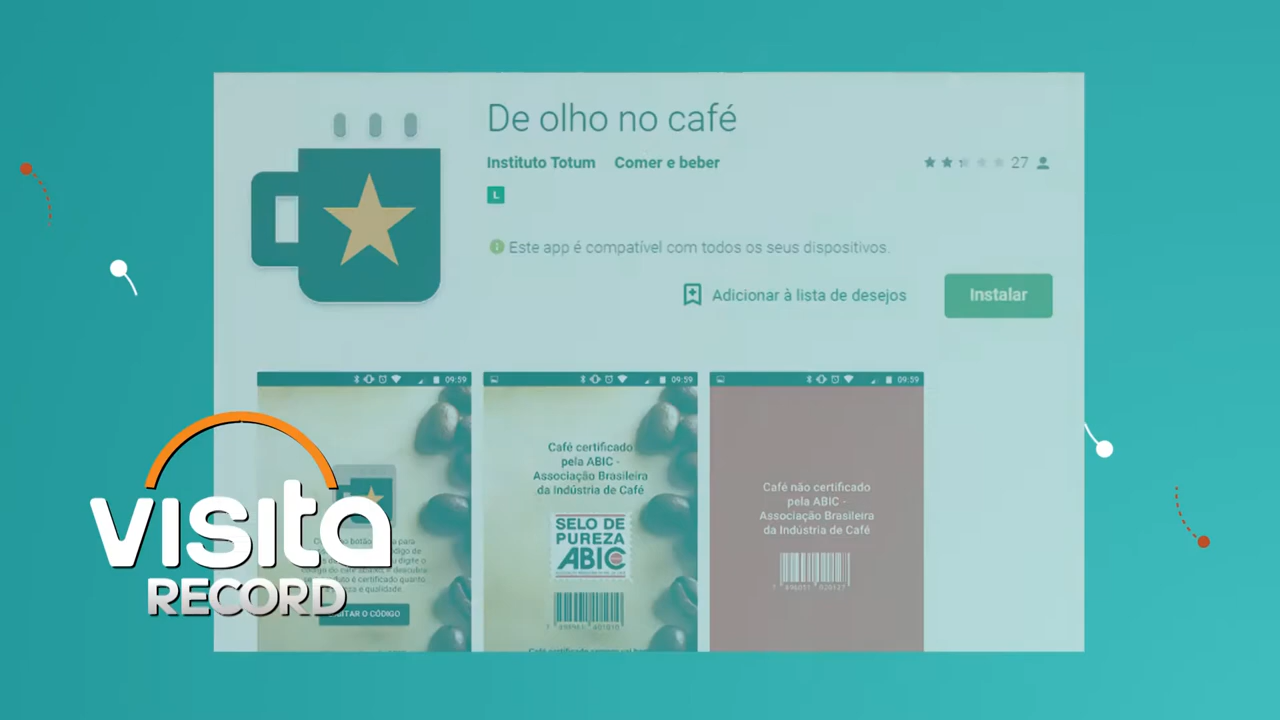 De olho no café
Instituto Totum Comer e beber
27
L
Este app é compatível com todos os seus dispositivos.
Adicionar à lista de desejos
Instalar
09:59
09:59
09:59
Café certificado
pela ABIC -
Associação Brasileira
da Indústria de Café
SELO DE
PUREZA
ABIC
Café não certificado
pela ABIC -
Associação Brasileira
da Indústria de Café
visita
RECORD